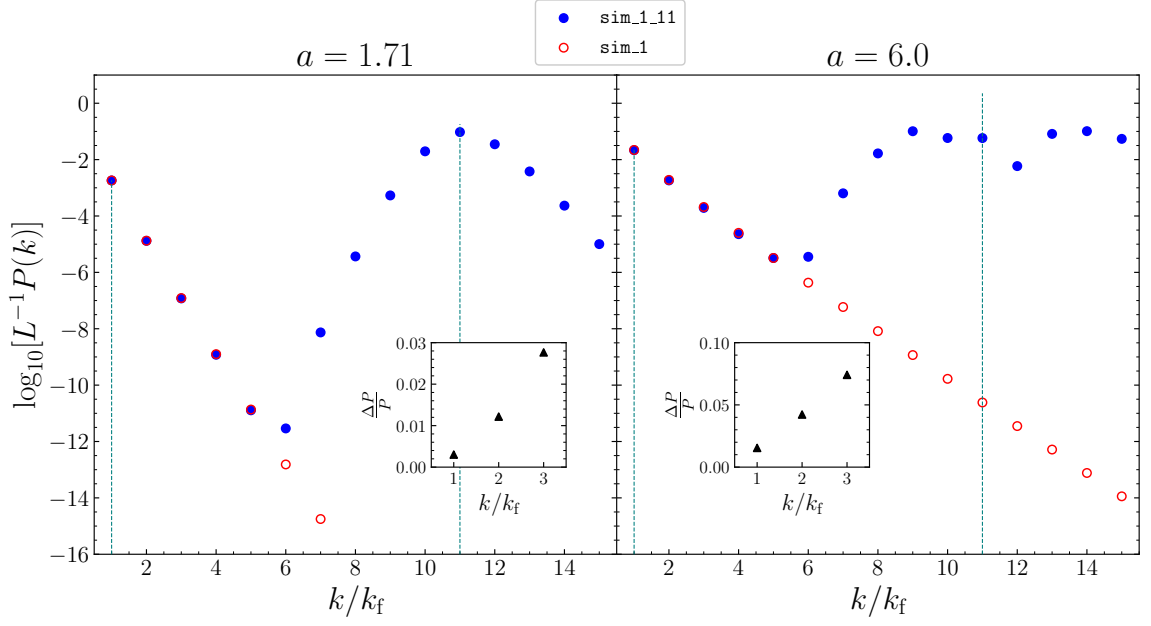 sim_1_11
sim_1
a = 1.71
a = 6.0
log₁₀[L⁻¹P(k)]
0
−2
−4
−6
−8
−10
−12
−14
−16
2 4 6 8 10 12 14
k/k_f
ΔP/P
0.03
0.02
0.01
0.00
1 2 3
k/k_f
2 4 6 8 10 12 14
k/k_f
ΔP/P
0.10
0.05
0.00
1 2 3
k/k_f